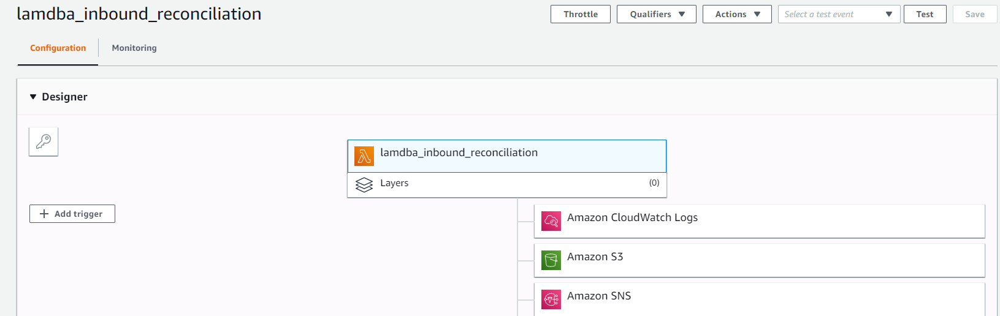 lamdba_inbound_reconciliation
Throttle
Qualifiers
Actions
Select a test event
Test
Save
Configuration
Monitoring
Designer
lamdba_inbound_reconciliation
Layers (0)
Add trigger
Amazon CloudWatch Logs
Amazon S3
Amazon SNS